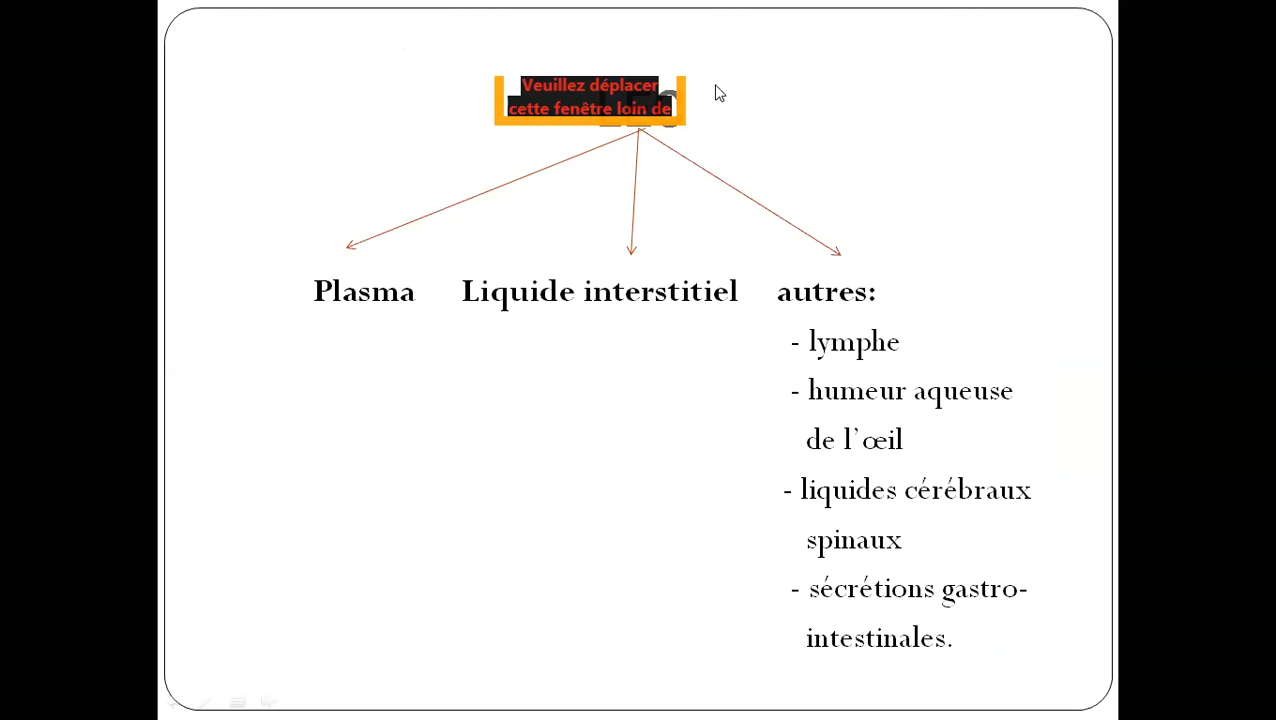 Veuillez déplacer
cette fenêtre loin de
Plasma Liquide interstitiel autres:
- lymphe
- humeur aqueuse
de l’œil
- liquides cérébraux
spinaux
- sécrétions gastro-
intestinales.